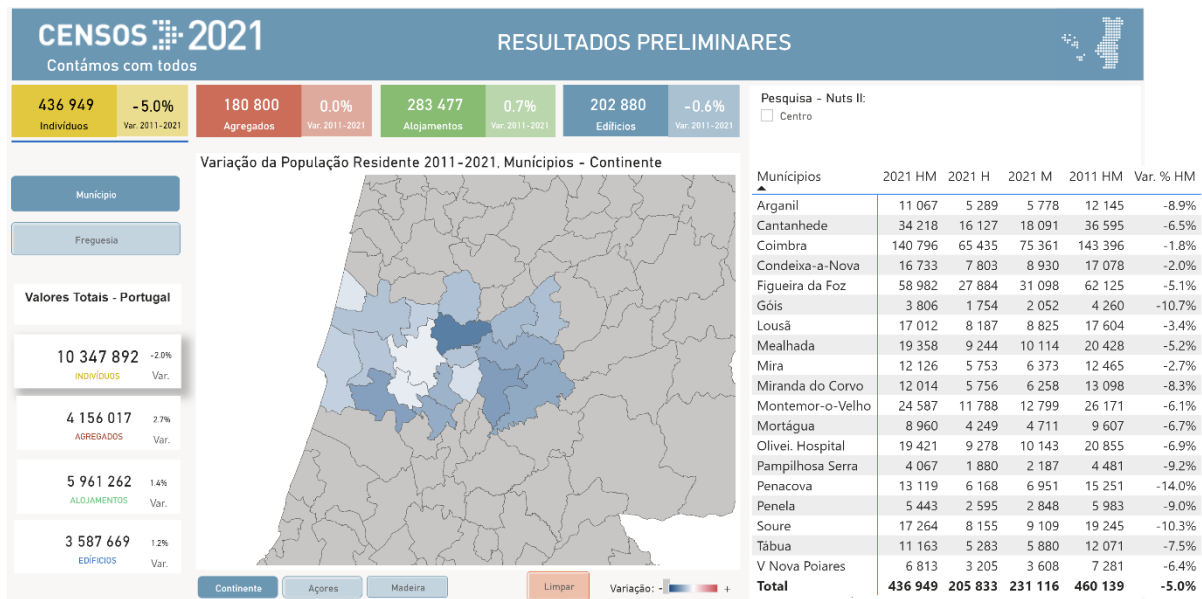 CENSOS 2021
Contámos com todos
RESULTADOS PRELIMINARES
436 949 -5.0%
Indivíduos Var. 2011-2021
180 800 0.0%
Agregados Var. 2011-2021
283 477 0.7%
Alojamentos Var. 2011-2021
202 880 -0.6%
Edíficios Var. 2011-2021
Pesquisa - Nuts II:
Centro
Município
Freguesia
Valores Totais - Portugal
10 347 892 -2.0%
INDIVÍDUOS Var.
4 156 017 2.7%
AGREGADOS Var.
5 961 262 1.4%
ALOJAMENTOS Var.
3 587 669 1.2%
EDÍFICIOS Var.
Variação da População Residente 2011-2021, Munícipios - Continente
Continente Açores Madeira Limpar Variação: - +
Munícipios 2021 HM 2021 H 2021 M 2011 HM Var. % HM
Arganil 11 067 5 289 5 778 12 145 -8.9%
Cantanhede 34 218 16 127 18 091 36 595 -6.5%
Coimbra 140 796 65 435 75 361 143 396 -1.8%
Condeixa-a-Nova 16 733 7 803 8 930 17 078 -2.0%
Figueira da Foz 58 982 27 884 31 098 62 125 -5.1%
Góis 3 806 1 754 2 052 4 260 -10.7%
Lousã 17 012 8 187 8 825 17 604 -3.4%
Mealhada 19 358 9 244 10 114 20 428 -5.2%
Mira 12 126 5 753 6 373 12 465 -2.7%
Miranda do Corvo 12 014 5 756 6 258 13 098 -8.3%
Montemor-o-Velho 24 587 11 788 12 799 26 171 -6.1%
Mortágua 8 960 4 249 4 711 9 607 -6.7%
Olivei. Hospital 19 421 9 278 10 143 20 855 -6.9%
Pampilhosa Serra 4 067 1 880 2 187 4 481 -9.2%
Penacova 13 119 6 168 6 951 15 251 -14.0%
Penela 5 443 2 595 2 848 5 983 -9.0%
Soure 17 264 8 155 9 109 19 245 -10.3%
Tábua 11 163 5 283 5 880 12 071 -7.5%
V Nova Poiares 6 813 3 205 3 608 7 281 -6.4%
Total 436 949 205 833 231 116 460 139 -5.0%